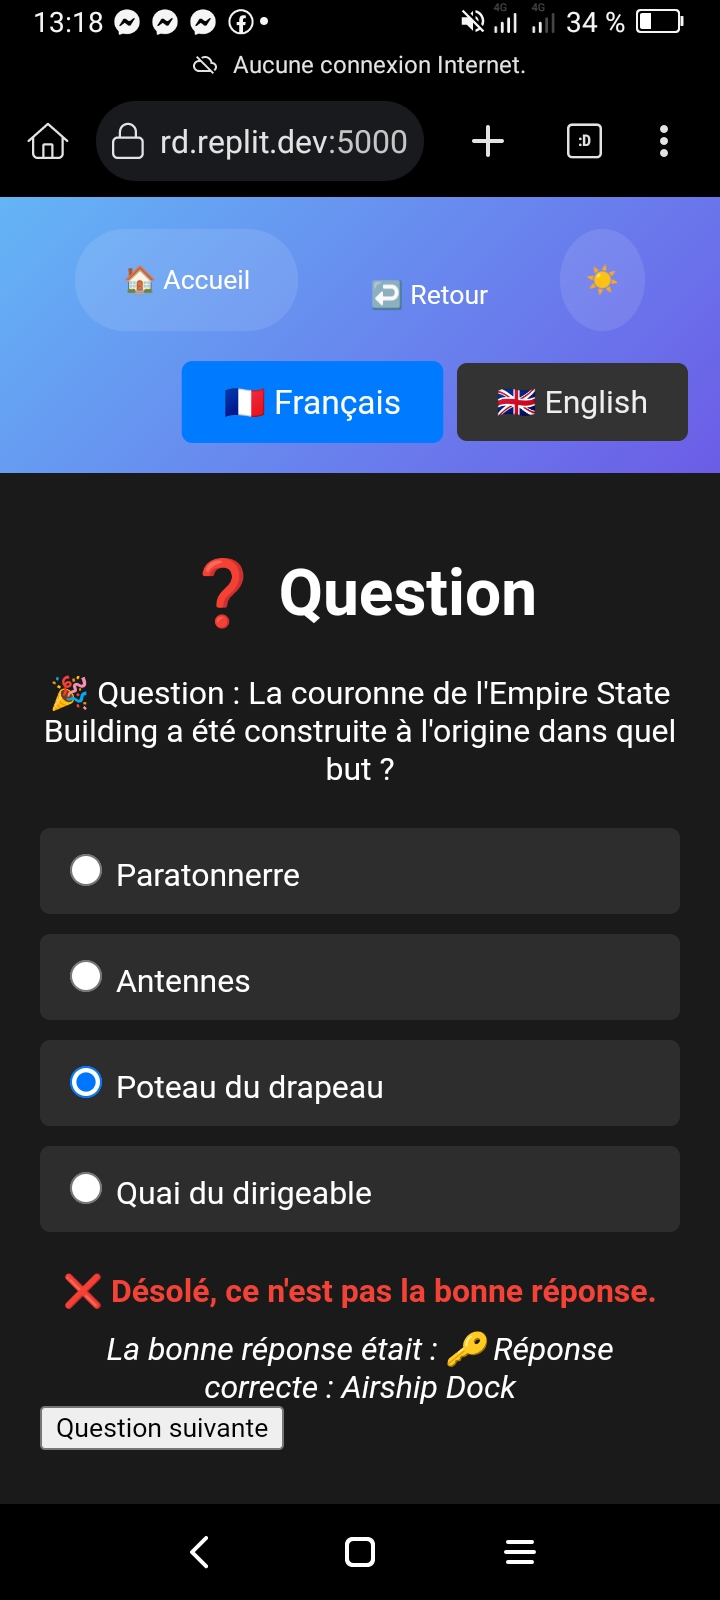 13:18 4G 4G 34 %
Aucune connexion Internet.
rd.replit.dev:5000 :D
🏠 Accueil
↩️ Retour
☀️
🇫🇷 Français
🇬🇧 English
❓ Question
🎉 Question : La couronne de l'Empire State
Building a été construite à l'origine dans quel
but ?
Paratonnerre
Antennes
Poteau du drapeau
Quai du dirigeable
❌ Désolé, ce n'est pas la bonne réponse.
La bonne réponse était : 🔑 Réponse
correcte : Airship Dock
Question suivante